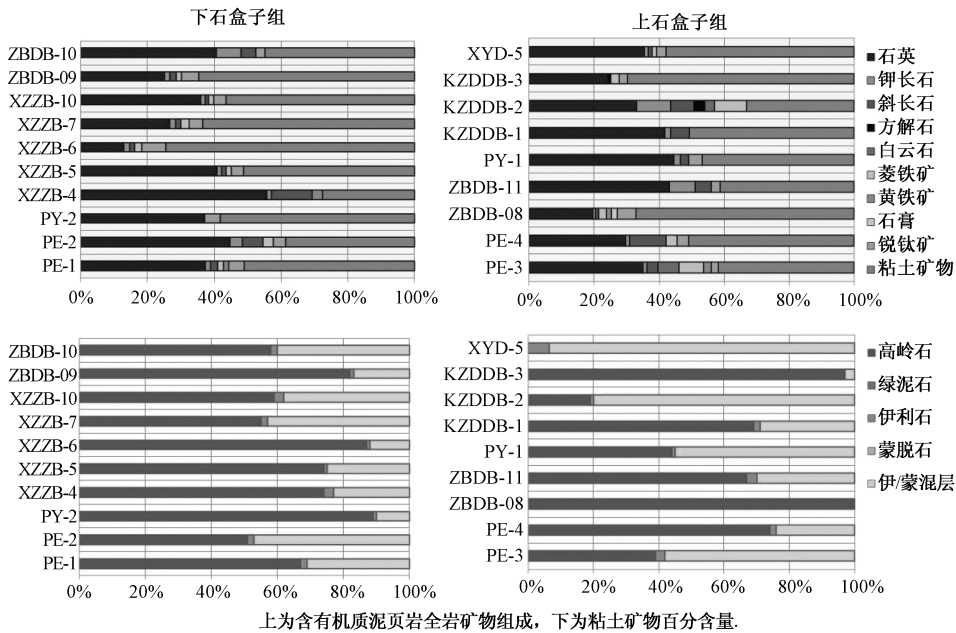 下石盒子组
ZBDB-10
ZBDB-09
XZZB-10
XZZB-7
XZZB-6
XZZB-5
XZZB-4
PY-2
PE-2
PE-1
0% 20% 40% 60% 80% 100%
上石盒子组
XYD-5
KZDDB-3
KZDDB-2
KZDDB-1
PY-1
ZBDB-11
ZBDB-08
PE-4
PE-3
0% 20% 40% 60% 80% 100%
石英
钾长石
斜长石
方解石
白云石
菱铁矿
黄铁矿
石膏
锐钛矿
粘土矿物
ZBDB-10
ZBDB-09
XZZB-10
XZZB-7
XZZB-6
XZZB-5
XZZB-4
PY-2
PE-2
PE-1
0% 20% 40% 60% 80% 100%
XYD-5
KZDDB-3
KZDDB-2
KZDDB-1
PY-1
ZBDB-11
ZBDB-08
PE-4
PE-3
0% 20% 40% 60% 80% 100%
高岭石
绿泥石
伊利石
蒙脱石
伊/蒙混层
上为含有机质泥页岩全岩矿物组成，下为粘土矿物百分含量.